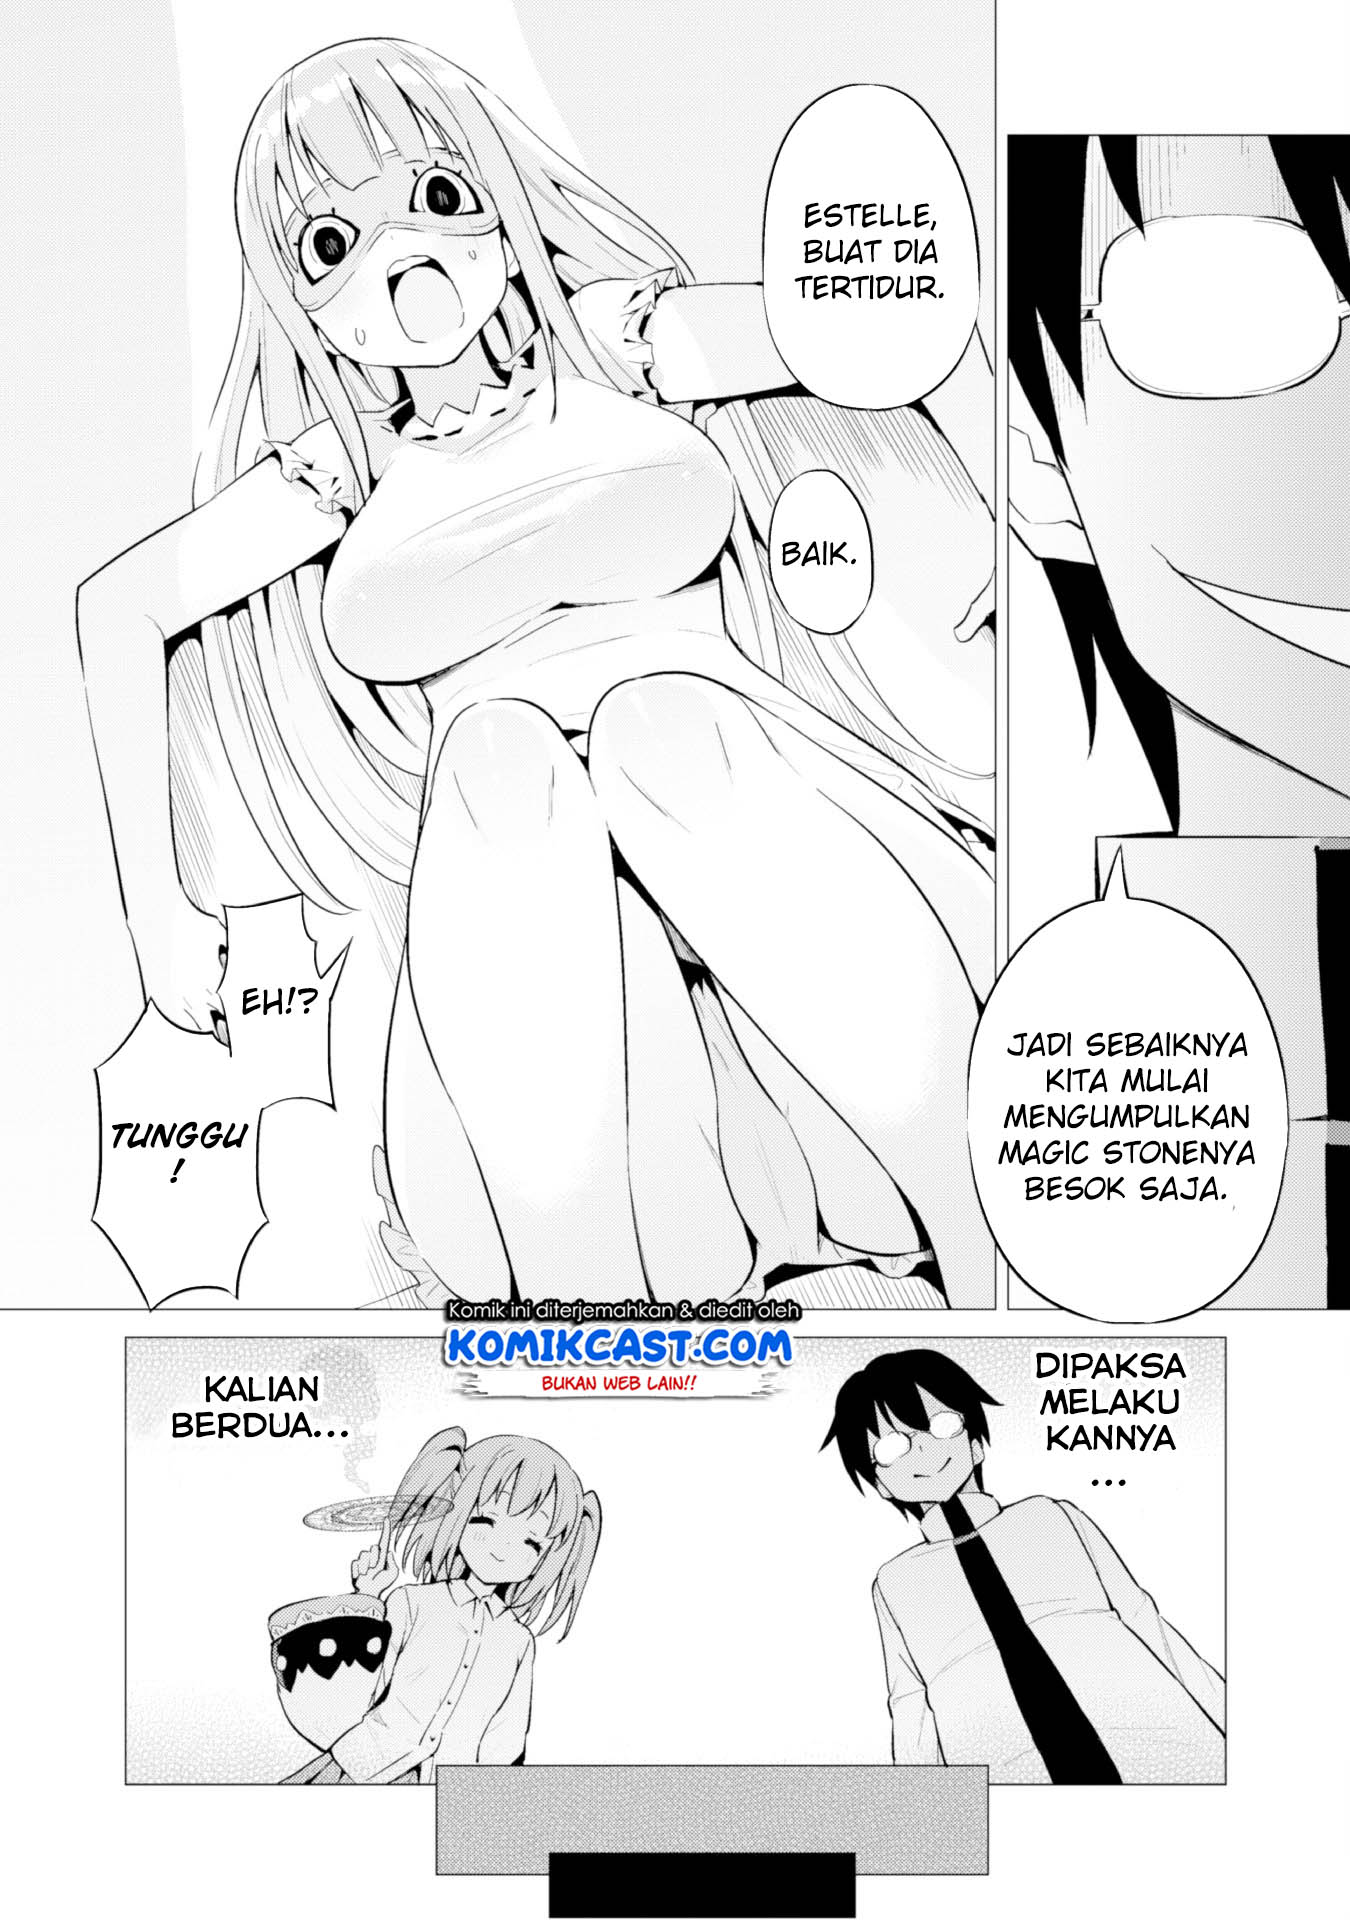 JADI SEBAIKNYA
KITA MULAI
MENGUMPULKAN
MAGIC STONENYA
BESOK SAJA.
ESTELLE,
BUAT DIA
TERTIDUR.
BAIK.
EH!?
TUNGGU
!
Komik ini diterjemahkan & diedit oleh
KOMIKCAST.COM
BUKAN WEB LAIN!!
DIPAKSA
MELAKU
KANNYA
...
KALIAN
BERDUA...